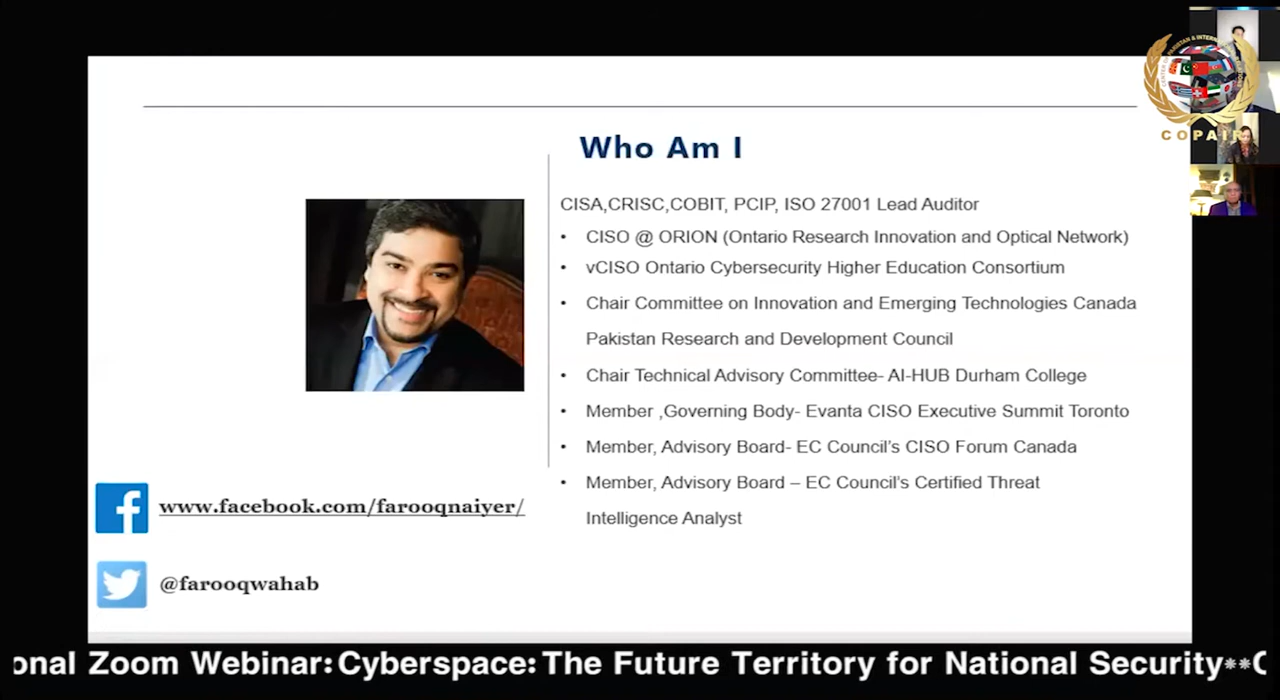 COPAIR
Who Am I
CISA,CRISC,COBIT, PCIP, ISO 27001 Lead Auditor
• CISO @ ORION (Ontario Research Innovation and Optical Network)
• vCISO Ontario Cybersecurity Higher Education Consortium
• Chair Committee on Innovation and Emerging Technologies Canada
Pakistan Research and Development Council
• Chair Technical Advisory Committee- AI-HUB Durham College
• Member ,Governing Body- Evanta CISO Executive Summit Toronto
• Member, Advisory Board- EC Council’s CISO Forum Canada
• Member, Advisory Board – EC Council’s Certified Threat
Intelligence Analyst
www.facebook.com/farooqnaiyer/
@farooqwahab
onal Zoom Webinar: Cyberspace: The Future Territory for National Security**